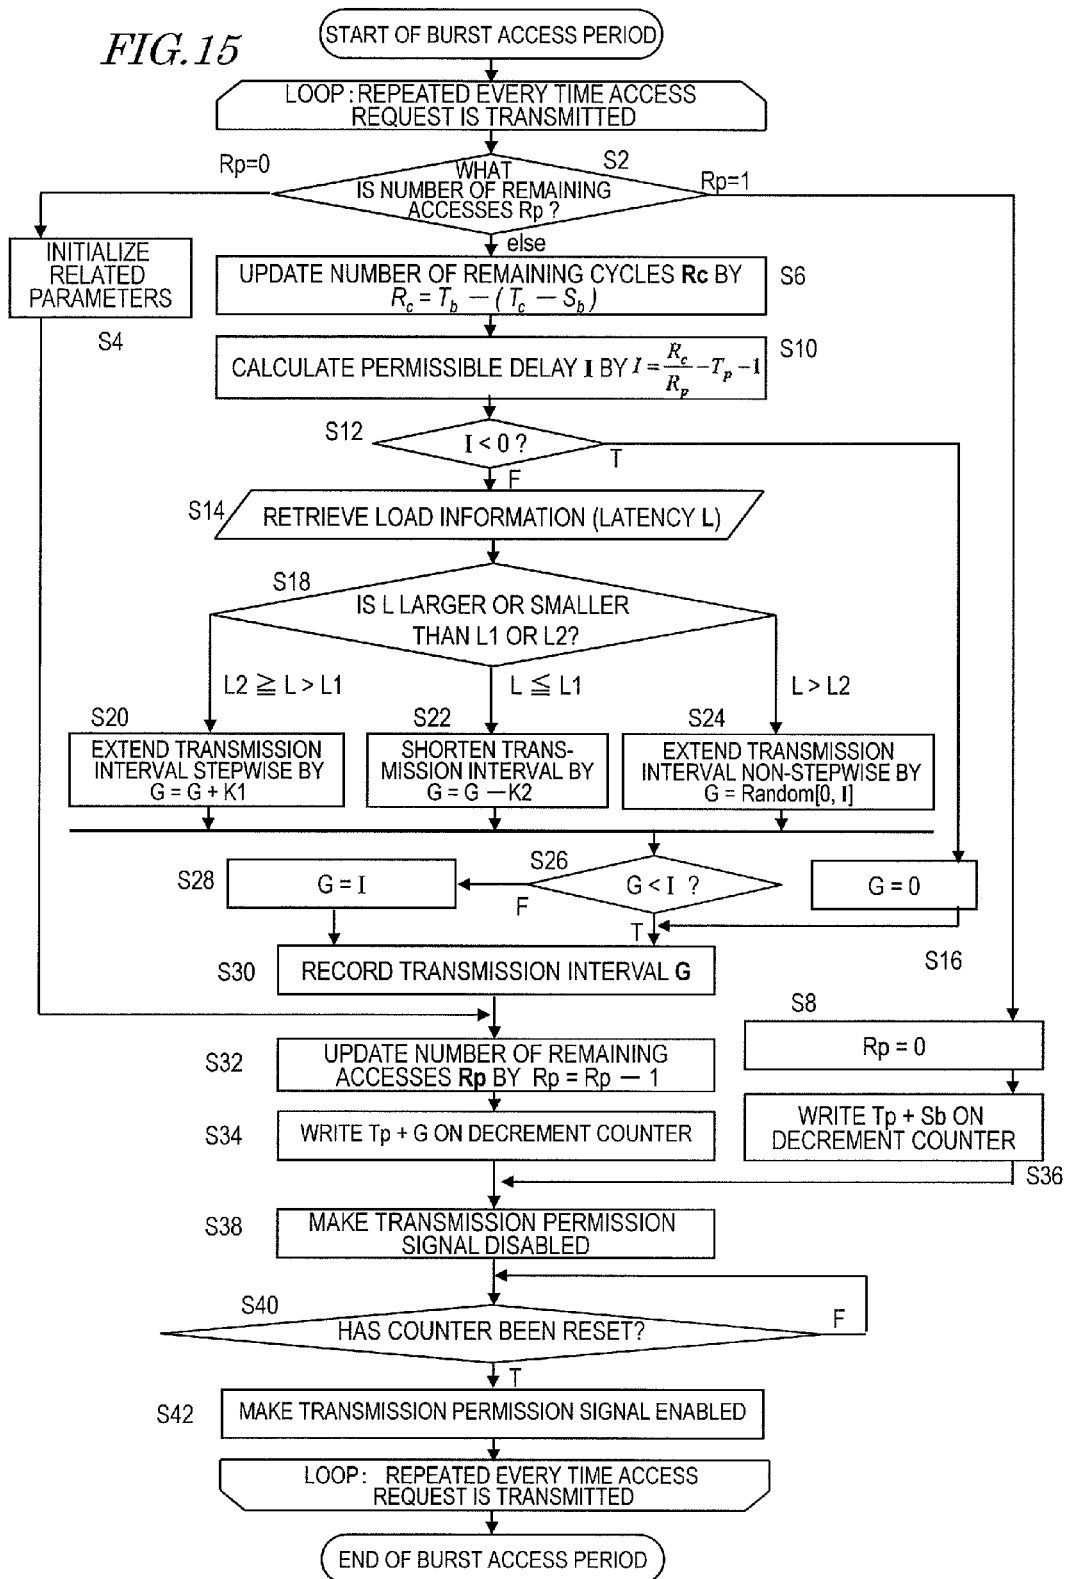 FIG.15
START OF BURST ACCESS PERIOD
LOOP : REPEATED EVERY TIME ACCESS
REQUEST IS TRANSMITTED
Rp=0
S2
Rp=1
WHAT
IS NUMBER OF REMAINING
ACCESSES Rp ?
else
INITIALIZE
RELATED
PARAMETERS
S4
UPDATE NUMBER OF REMAINING CYCLES Rc BY
R_c = T_b — ( T_c — S_b )
S6
CALCULATE PERMISSIBLE DELAY I BY I = R_c / R_p – T_p – 1
S10
S12
I < 0 ?
T
F
S14
RETRIEVE LOAD INFORMATION (LATENCY L)
S18
IS L LARGER OR SMALLER
THAN L1 OR L2?
L2 ≧ L > L1
L ≦ L1
L > L2
S20
S22
S24
EXTEND TRANSMISSION
INTERVAL STEPWISE BY
G = G + K1
SHORTEN TRANS-
MISSION INTERVAL BY
G = G — K2
EXTEND TRANSMISSION
INTERVAL NON-STEPWISE BY
G = Random[0, I]
S28
G = I
S26
G < I ?
F
T
G = 0
S16
S30
RECORD TRANSMISSION INTERVAL G
S8
Rp = 0
S32
UPDATE NUMBER OF REMAINING
ACCESSES Rp BY Rp = Rp — 1
S34
WRITE Tp + G ON DECREMENT COUNTER
WRITE Tp + Sb ON
DECREMENT COUNTER
S36
S38
MAKE TRANSMISSION PERMISSION
SIGNAL DISABLED
S40
HAS COUNTER BEEN RESET?
F
T
S42
MAKE TRANSMISSION PERMISSION SIGNAL ENABLED
LOOP : REPEATED EVERY TIME ACCESS
REQUEST IS TRANSMITTED
END OF BURST ACCESS PERIOD